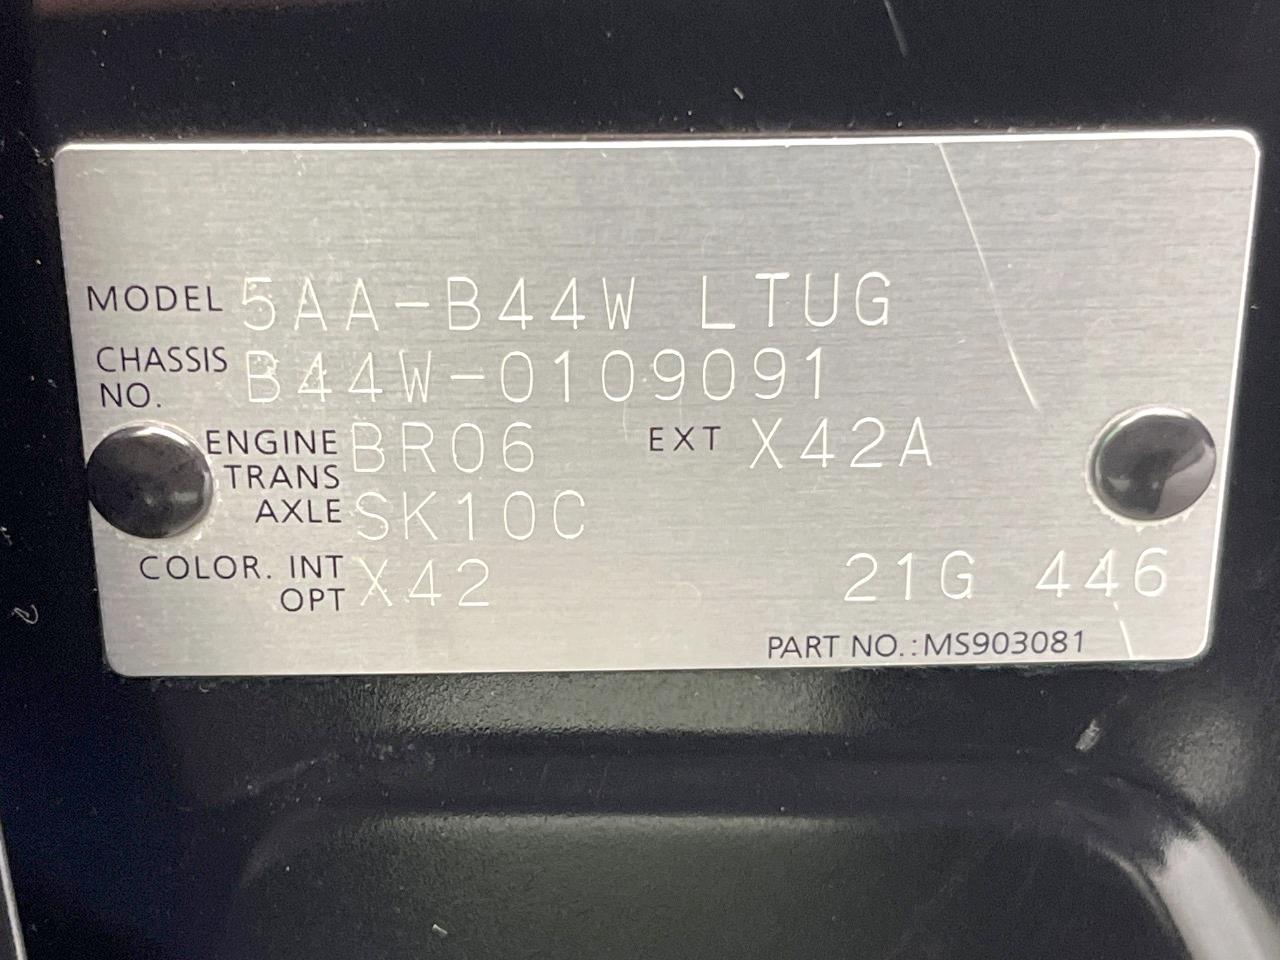 MODEL 5AA-B44W LTUG
CHASSIS NO. B44W-0109091
ENGINE BR06 EXT X42A
TRANS AXLE SK10C
COLOR. INT OPT X42 21G 446
PART NO.:MS903081